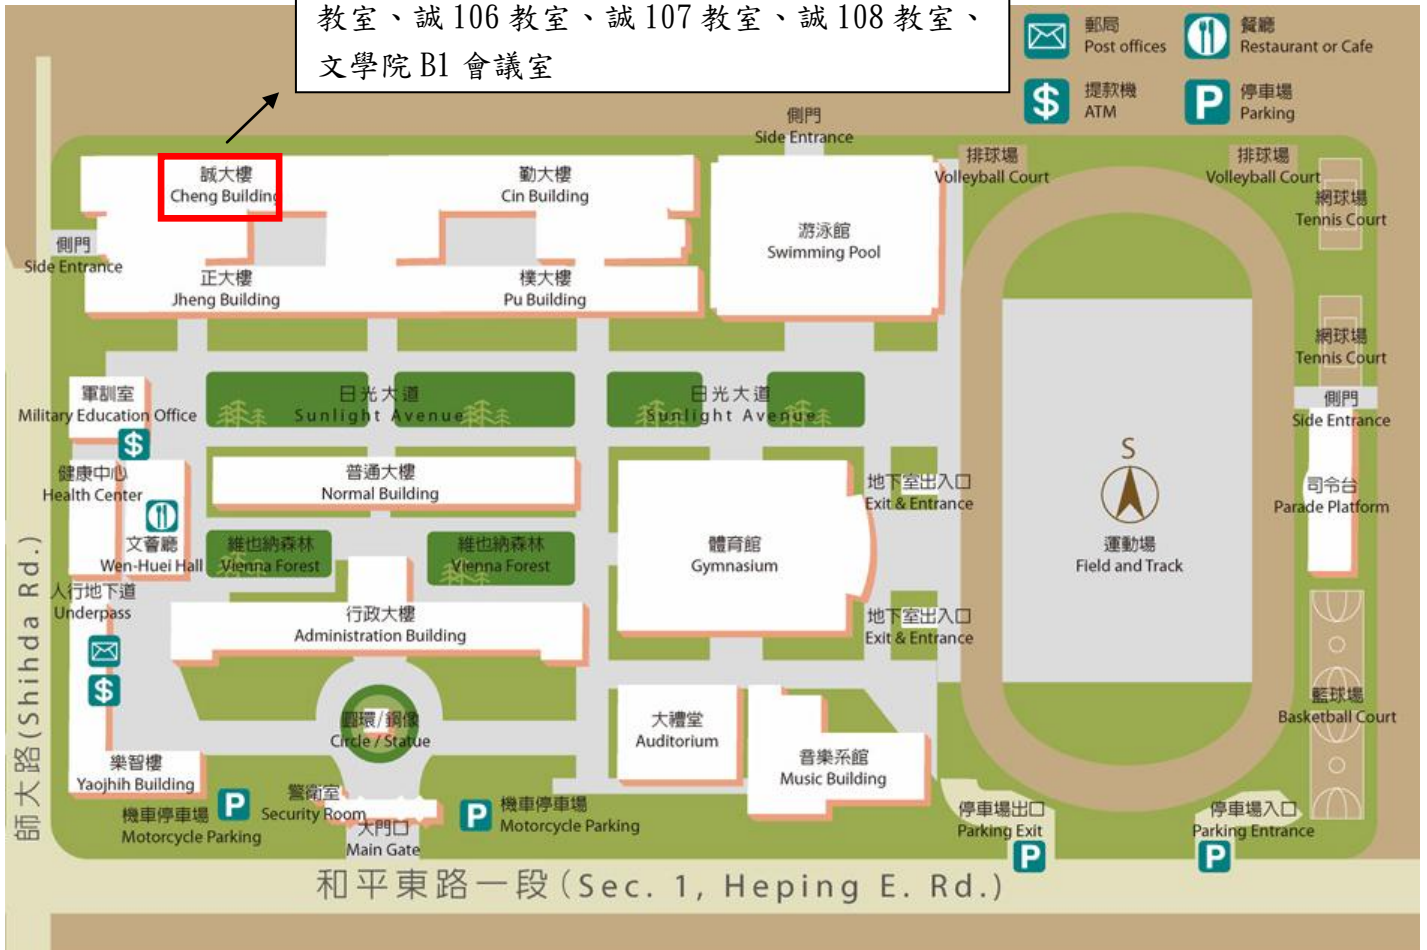 教室、誠 106 教室、誠 107 教室、誠 108 教室、
文學院 B1 會議室
郵局
Post offices
餐廳
Restaurant or Cafe
提款機
ATM
停車場
Parking
側門
Side Entrance
誠大樓
Cheng Building
勤大樓
Cin Building
排球場
Volleyball Court
排球場
Volleyball Court
網球場
Tennis Court
游泳館
Swimming Pool
側門
Side Entrance
正大樓
Jheng Building
樸大樓
Pu Building
網球場
Tennis Court
軍訓室
Military Education Office
日光大道
Sunlight Avenue
日光大道
Sunlight Avenue
側門
Side Entrance
健康中心
Health Center
普通大樓
Normal Building
地下室出入口
Exit & Entrance
S
司令台
Parade Platform
文薈廳
Wen-Huei Hall
維也納森林
Vienna Forest
維也納森林
Vienna Forest
體育館
Gymnasium
運動場
Field and Track
人行地下道
Underpass
行政大樓
Administration Building
地下室出入口
Exit & Entrance
圓環/銅像
Circle / Statue
大禮堂
Auditorium
音樂系館
Music Building
籃球場
Basketball Court
樂智樓
Yaojhih Building
機車停車場
Motorcycle Parking
警衛室
Security Room
大門口
Main Gate
機車停車場
Motorcycle Parking
停車場出口
Parking Exit
停車場入口
Parking Entrance
師大路(Shihda Rd.)
和平東路一段(Sec. 1, Heping E. Rd.)
$
P
$
$
P
P
P
P